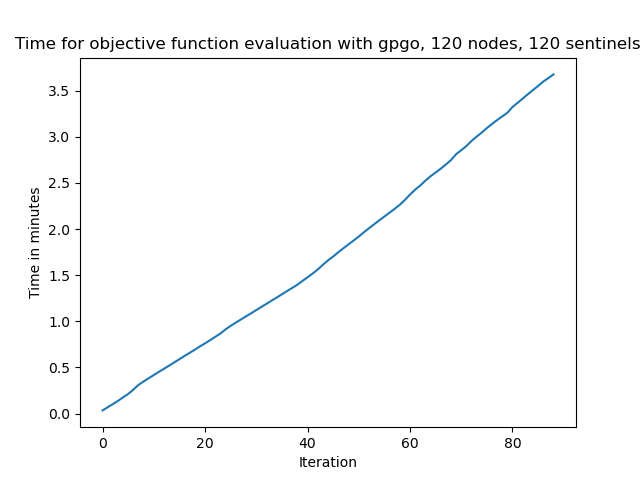 Time for objective function evaluation with gpgo, 120 nodes, 120 sentinels
3.5
3.0
2.5
2.0
1.5
1.0
0.5
0.0
Time in minutes
0 20 40 60 80
Iteration